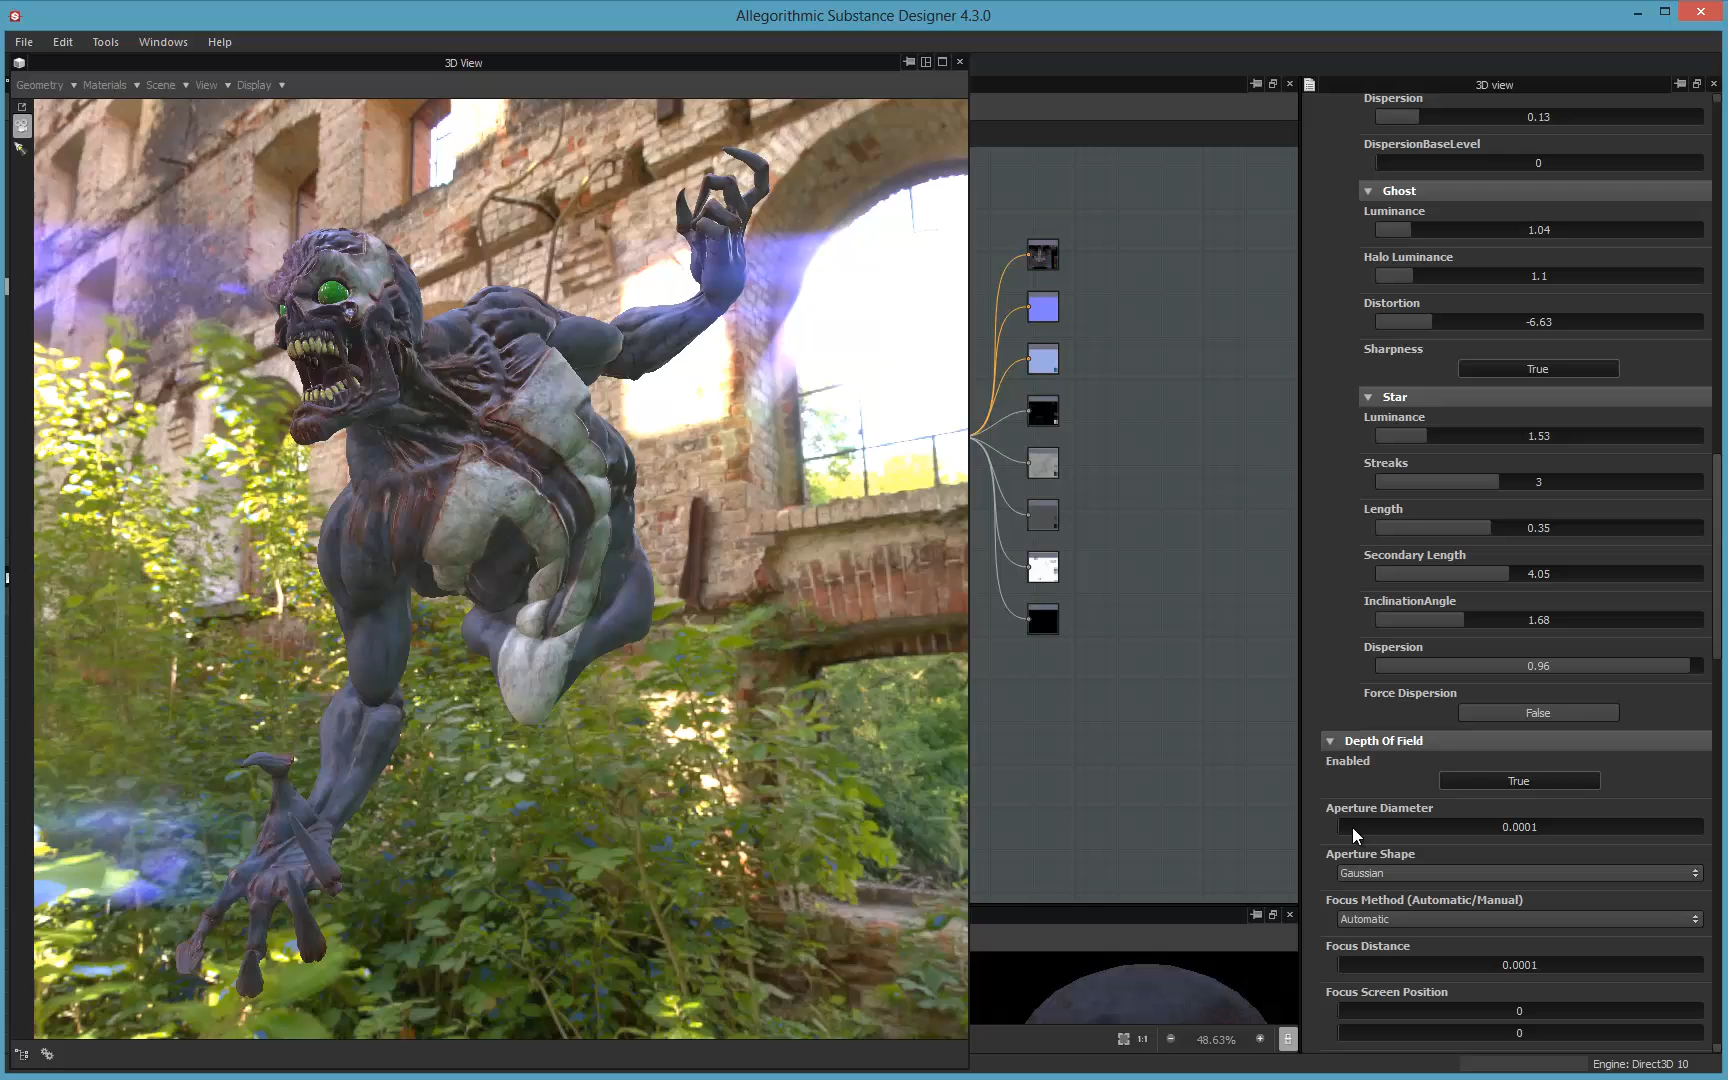 Allegorithmic Substance Designer 4.3.0
File Edit Tools Windows Help
3D View
Geometry Materials Scene View Display
1:1 48.63%
3D view
Dispersion
0.13
DispersionBaseLevel
0
Ghost
Luminance
1.04
Halo Luminance
1.1
Distortion
-6.63
Sharpness
True
Star
Luminance
1.53
Streaks
3
Length
0.35
Secondary Length
4.05
InclinationAngle
1.68
Dispersion
0.96
Force Dispersion
False
Depth Of Field
Enabled
True
Aperture Diameter
0.0001
Aperture Shape
Gaussian
Focus Method (Automatic/Manual)
Automatic
Focus Distance
0.0001
Focus Screen Position
0
0
Engine: Direct3D 10